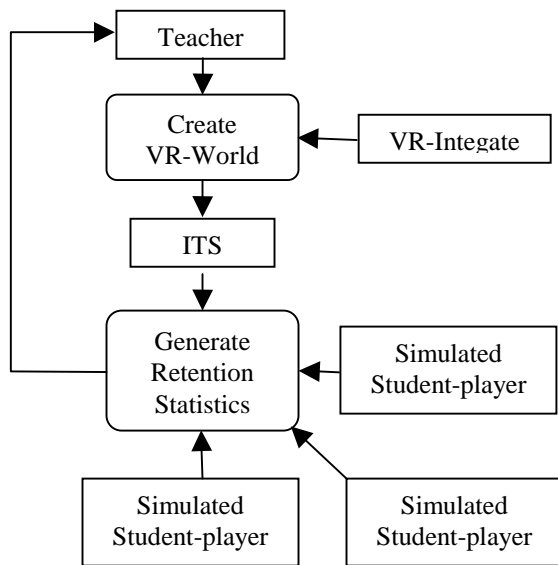 Teacher
Create
VR-World
VR-Integate
ITS
Generate
Retention
Statistics
Simulated
Student-player
Simulated
Student-player
Simulated
Student-player